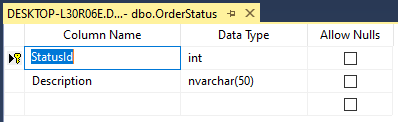 DESKTOP-L30R06E.D...- dbo.OrderStatus
Column Name Data Type Allow Nulls
StatusId int
Description nvarchar(50)